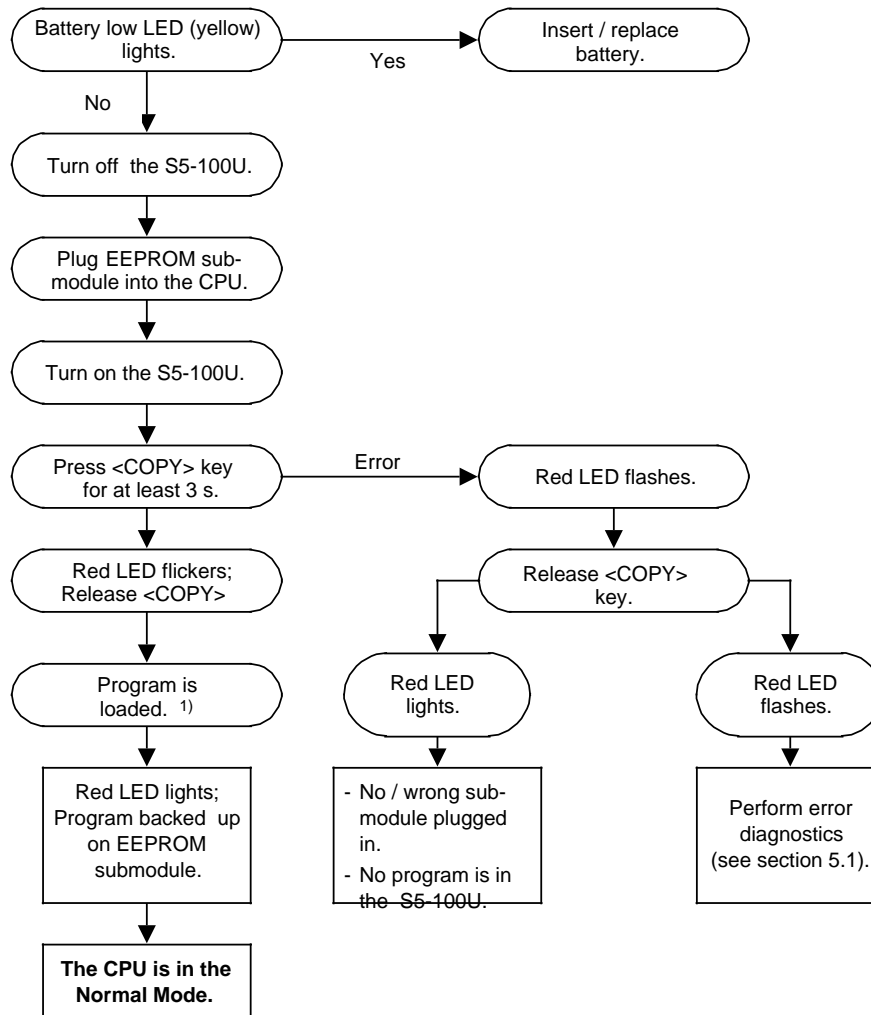 Battery low LED (yellow)
lights.
Yes
Insert / replace
battery.
No
Turn off the S5-100U.
Plug EEPROM sub-
module into the CPU.
Turn on the S5-100U.
Press <COPY> key
for at least 3 s.
Error
Red LED flashes.
Red LED flickers;
Release <COPY>
Release <COPY>
key.
Program is
loaded. 1)
Red LED
lights.
Red LED
flashes.
Red LED lights;
Program backed up
on EEPROM
submodule.
- No / wrong sub-
module plugged
in.
- No program is in
the S5-100U.
Perform error
diagnostics
(see section 5.1).
The CPU is in the
Normal Mode.